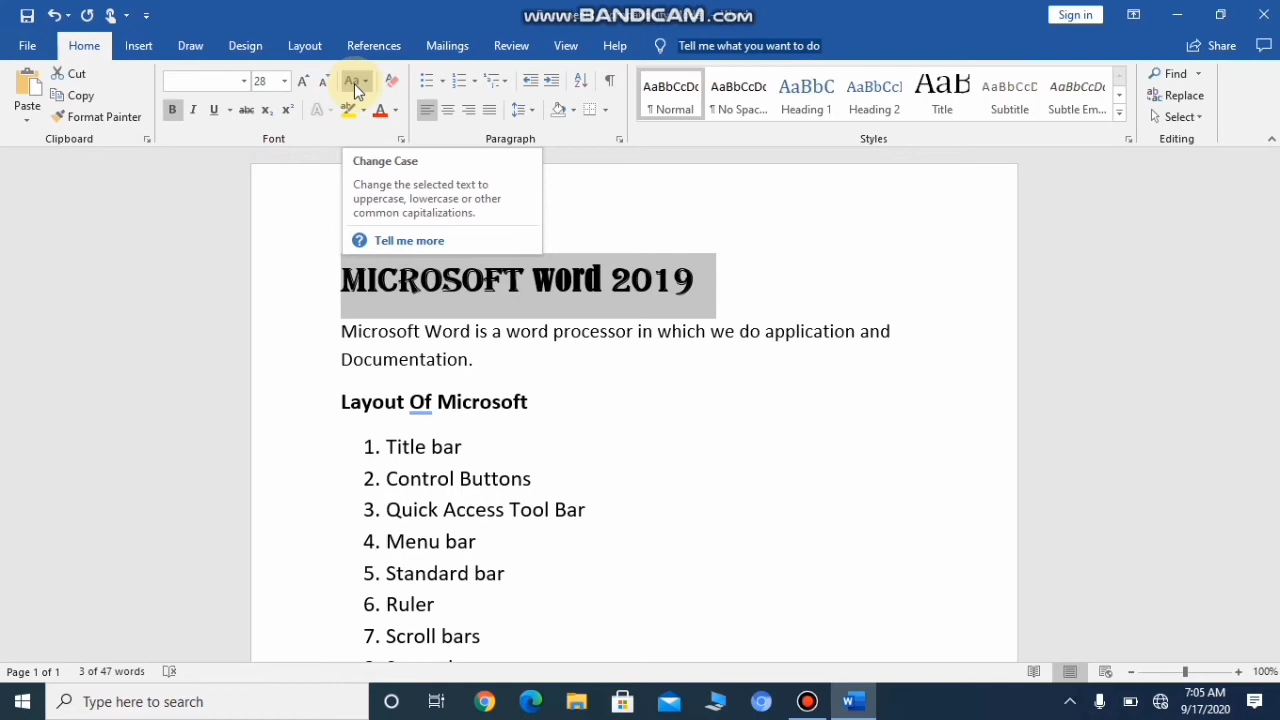 www.BANDICAM.com
Sign in
File Home Insert Draw Design Layout References Mailings Review View Help Tell me what you want to do Share
Paste
Cut
Copy
Format Painter
Clipboard
28
Aa
B I U abc x₂ x²
Font
Paragraph
AaBbCcDc AaBbCcDc AaBbC AaBbCcl AaB AaBbCcD AaBbCcDc
¶ Normal ¶ No Spac... Heading 1 Heading 2 Title Subtitle Subtle Em...
Styles
Find
Replace
Select
Editing
Change Case
Change the selected text to
uppercase, lowercase or other
common capitalizations.
Tell me more
MICROSOFT Word 2019
Microsoft Word is a word processor in which we do application and
Documentation.
Layout Of Microsoft
1. Title bar
2. Control Buttons
3. Quick Access Tool Bar
4. Menu bar
5. Standard bar
6. Ruler
7. Scroll bars
Page 1 of 1 3 of 47 words 100%
Type here to search
7:05 AM
9/17/2020